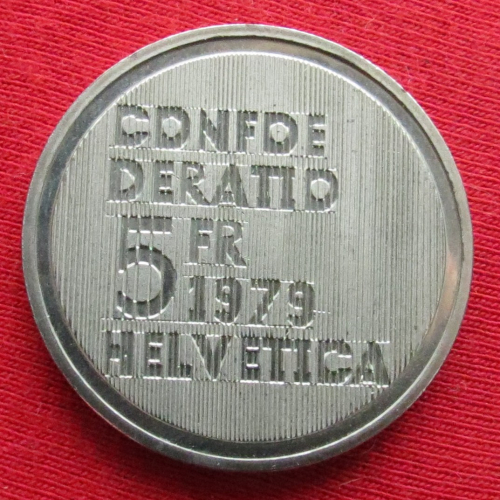 CONFOE
DERATIO
5 FR
1979
HELVETICA